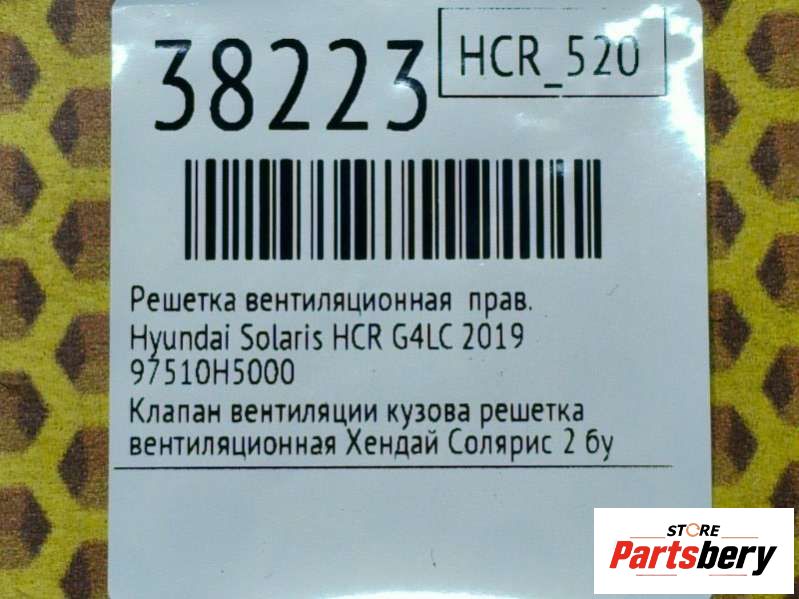 38223
HCR_520
Решетка вентиляционная прав.
Hyundai Solaris HCR G4LC 2019
97510H5000
Клапан вентиляции кузова решетка
вентиляционная Хендай Солярис 2 бу
STORE
Partsbery